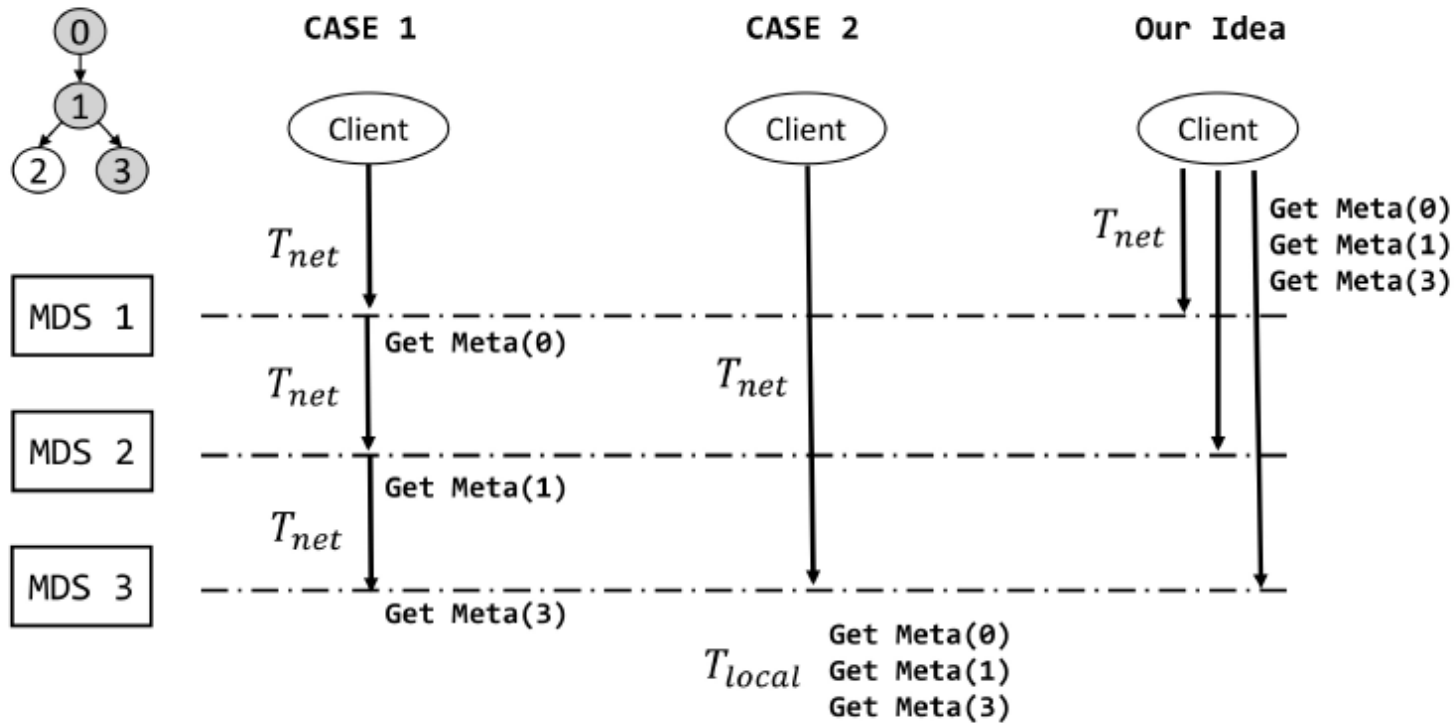 0
1
2
3
CASE 1
CASE 2
Our Idea
Client
Client
Client
T_net
T_net
Get Meta(0)
Get Meta(1)
Get Meta(3)
MDS 1
Get Meta(0)
T_net
T_net
MDS 2
Get Meta(1)
T_net
MDS 3
Get Meta(3)
T_local
Get Meta(0)
Get Meta(1)
Get Meta(3)